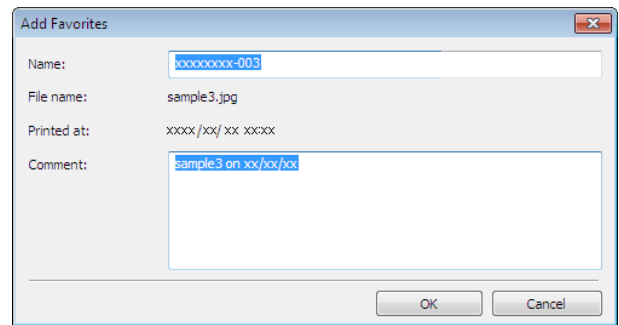 Add Favorites
Name: xxxxxxxx-003
File name: sample3.jpg
Printed at: xxxx/xx/ xx xx:xx
Comment: sample3 on xx/xx/xx
OK Cancel